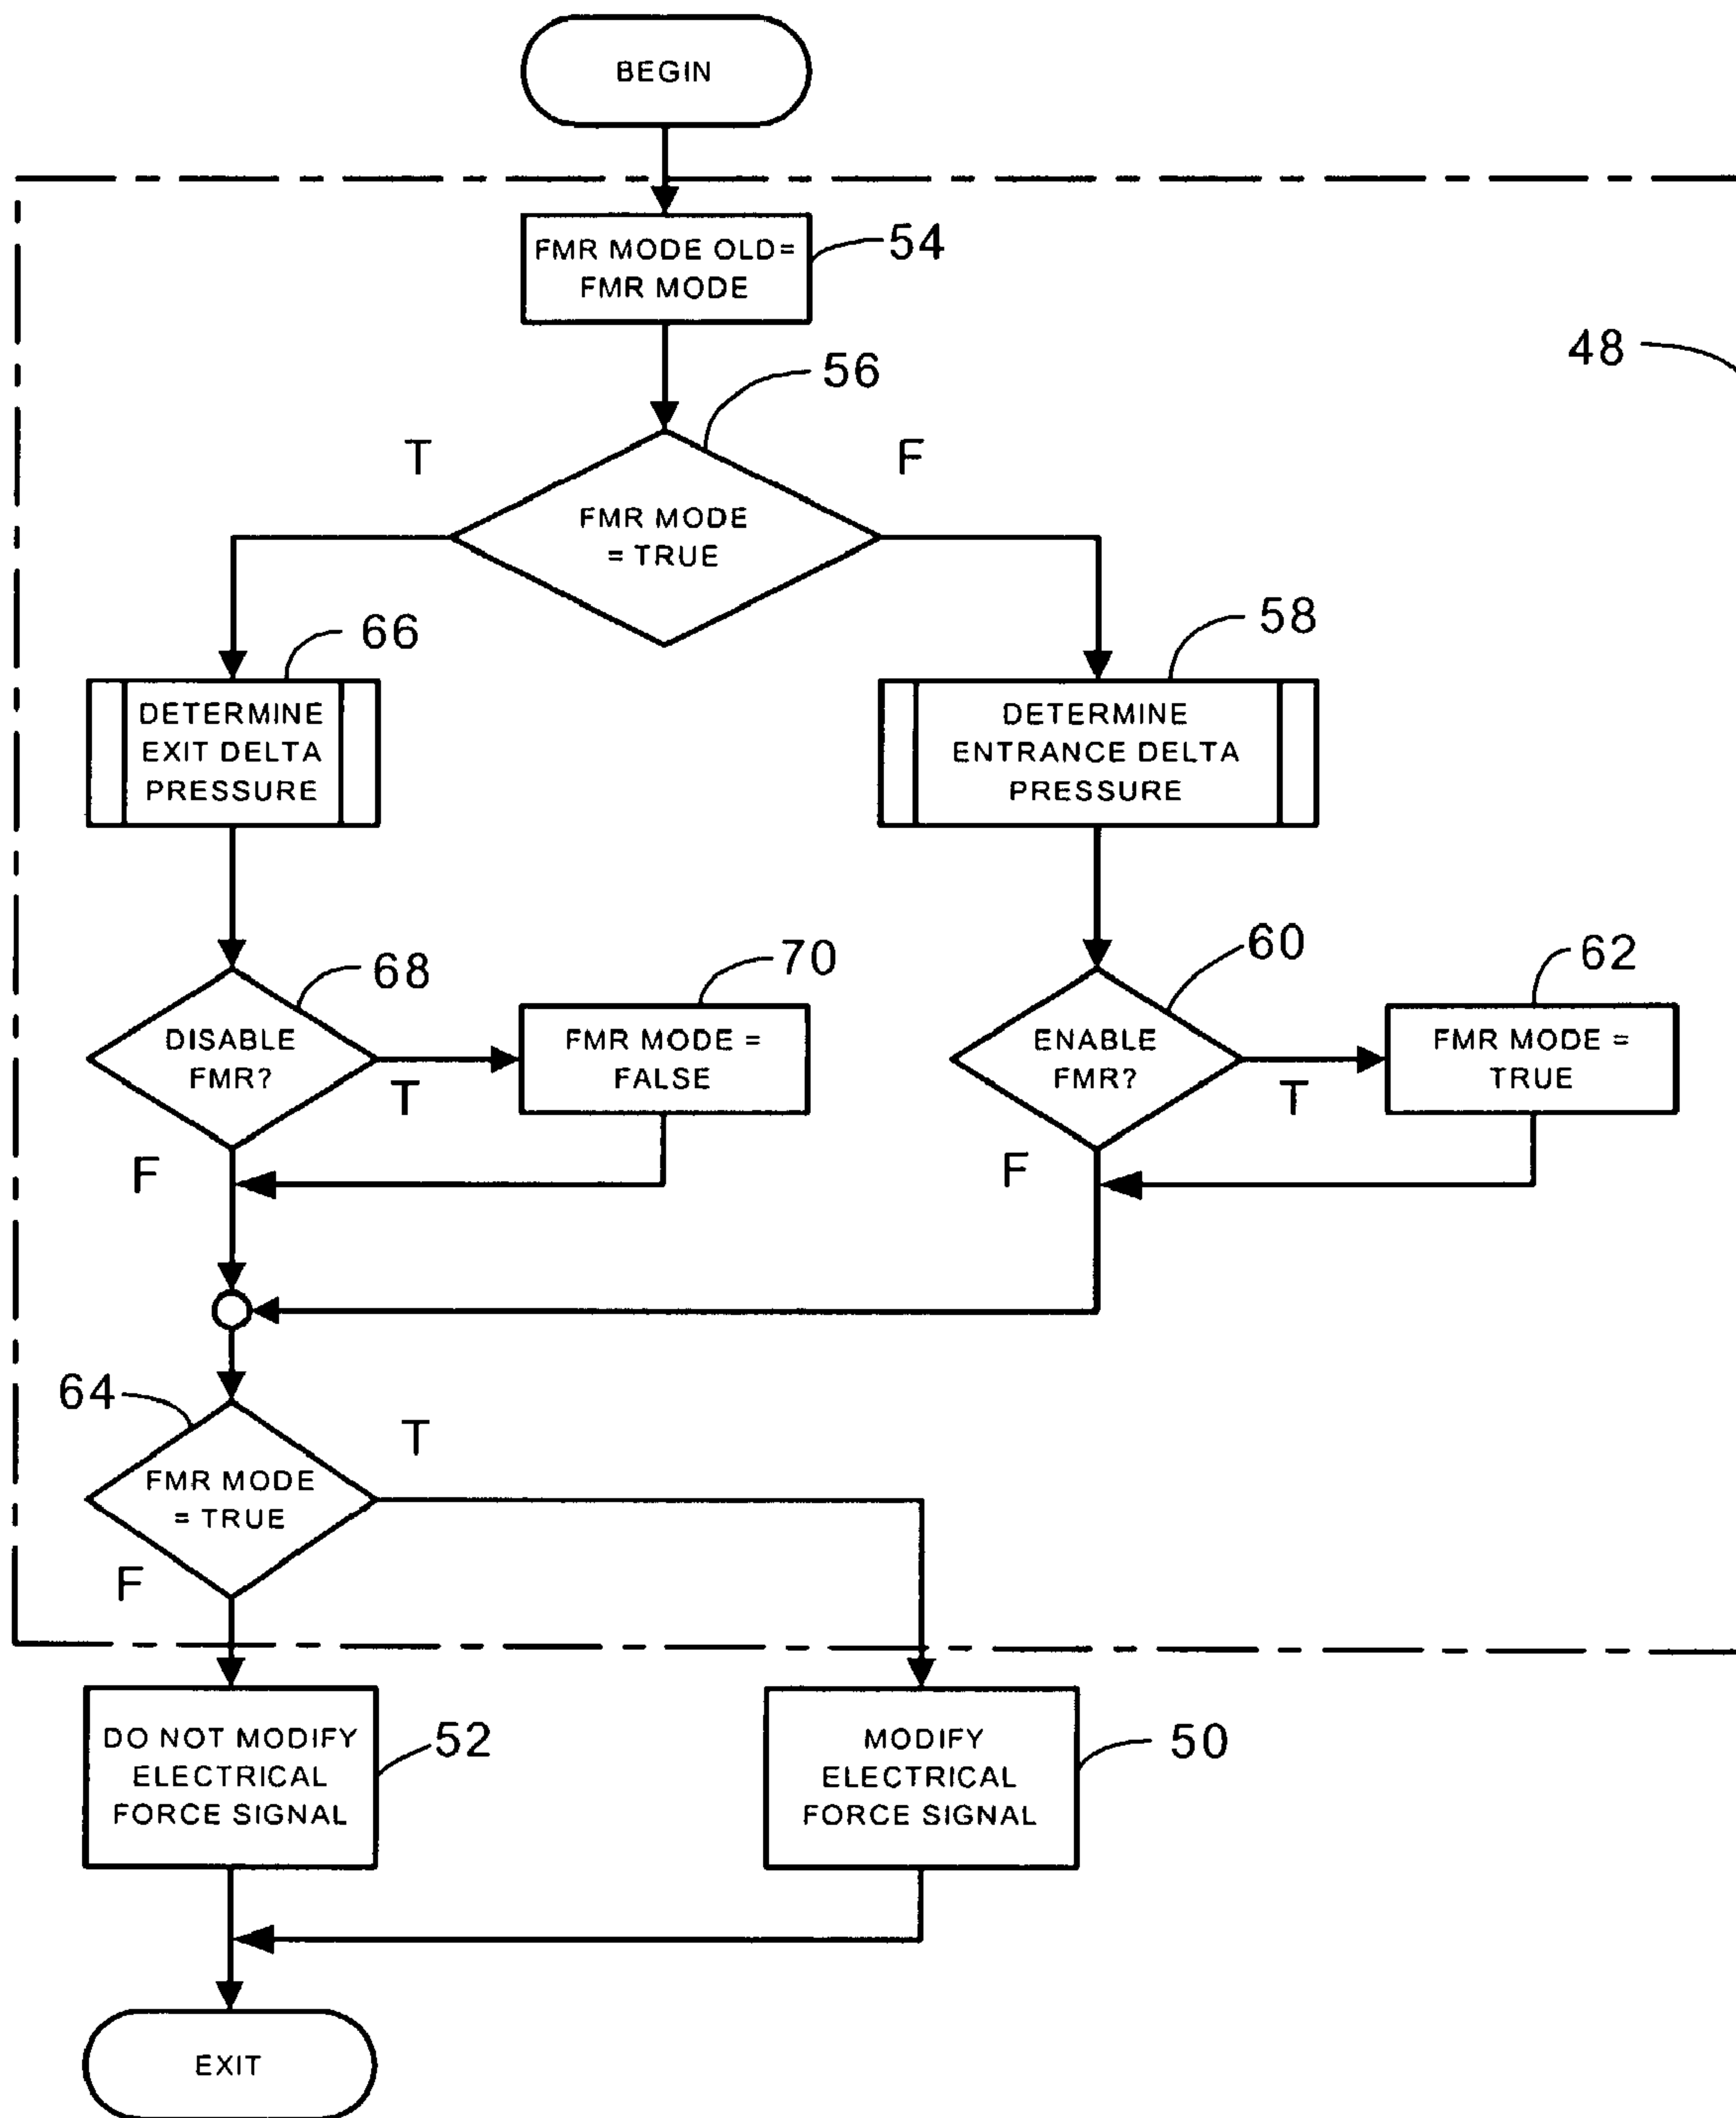 BEGIN
FMR MODE OLD =
FMR MODE
54
48
56
T
F
FMR MODE
= TRUE
66
58
DETERMINE
EXIT DELTA
PRESSURE
DETERMINE
ENTRANCE DELTA
PRESSURE
68
70
60
62
DISABLE
FMR?
T
FMR MODE =
FALSE
ENABLE
FMR?
T
FMR MODE =
TRUE
F
F
64
T
FMR MODE
= TRUE
F
DO NOT MODIFY
ELECTRICAL
FORCE SIGNAL
52
MODIFY
ELECTRICAL
FORCE SIGNAL
50
EXIT